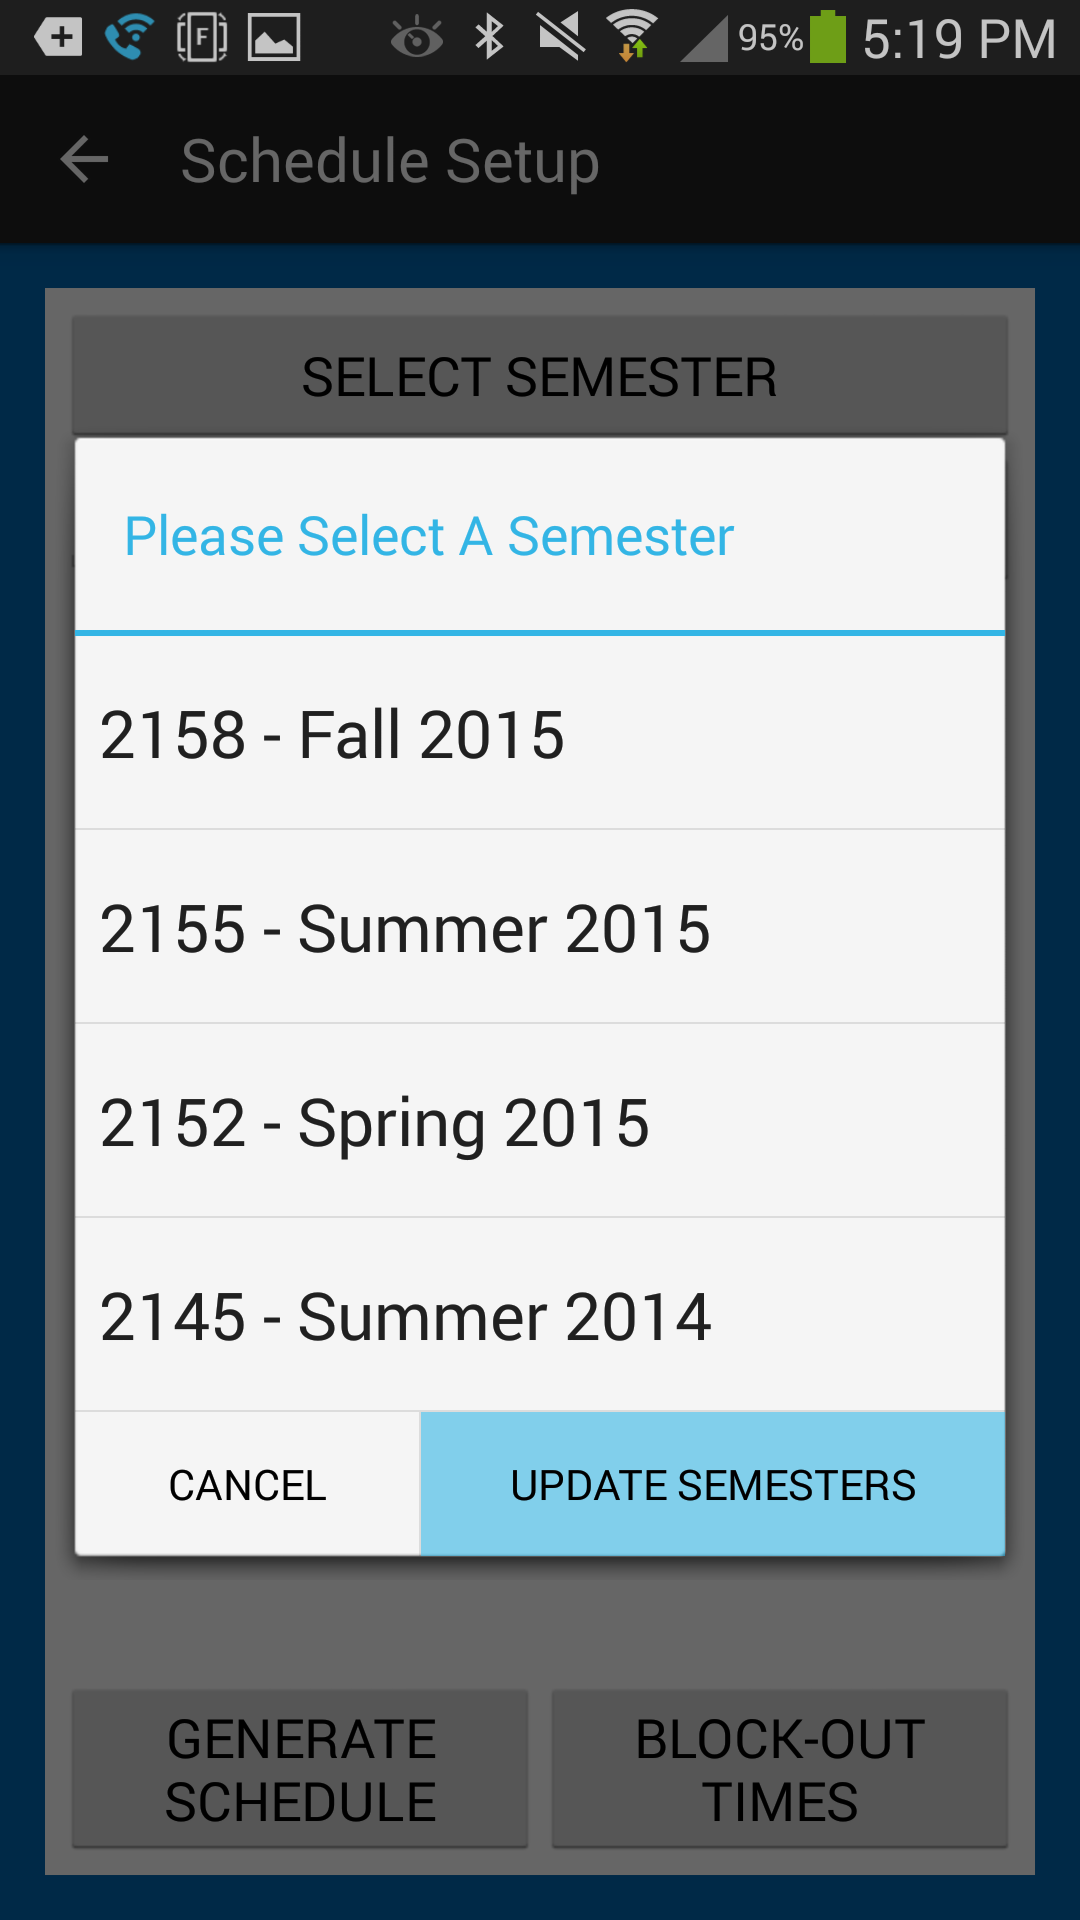 F 95% 5:19 PM
Schedule Setup
SELECT SEMESTER
Please Select A Semester
2158 - Fall 2015
2155 - Summer 2015
2152 - Spring 2015
2145 - Summer 2014
CANCEL UPDATE SEMESTERS
GENERATE
SCHEDULE
BLOCK-OUT
TIMES